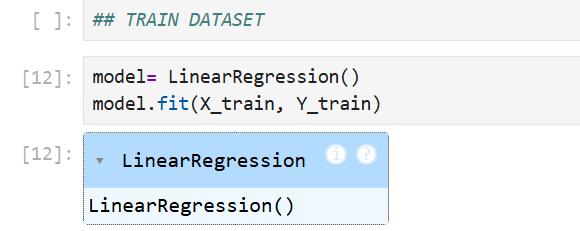 [ ]: ## TRAIN DATASET
[12]: model= LinearRegression()
model.fit(X_train, Y_train)
[12]: ▾ LinearRegression i ?
LinearRegression()